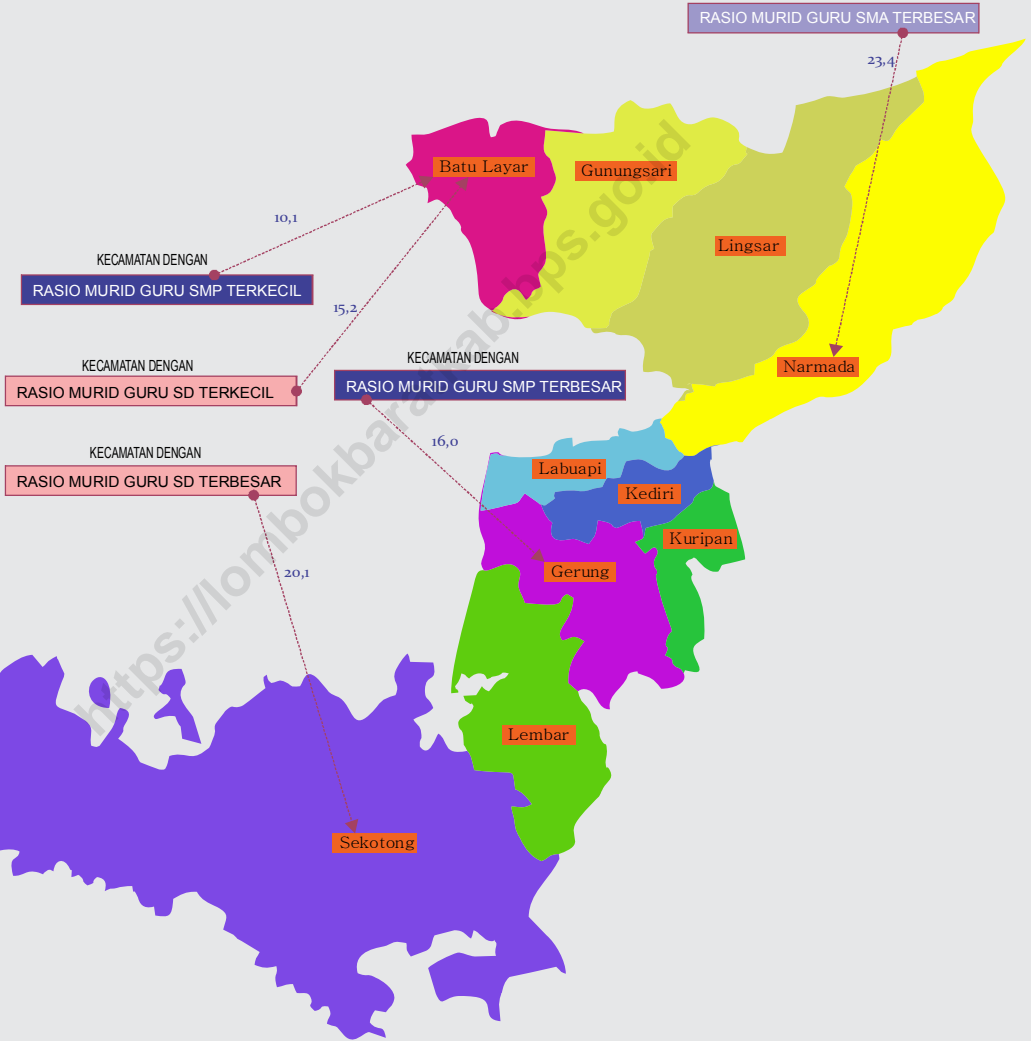 RASIO MURID GURU SMA TERBESAR
23,4
Batu Layar
Gunungsari
10,1
Lingsar
KECAMATAN DENGAN
RASIO MURID GURU SMP TERKECIL
15,2
KECAMATAN DENGAN
RASIO MURID GURU SMP TERBESAR
KECAMATAN DENGAN
RASIO MURID GURU SD TERKECIL
Narmada
16,0
KECAMATAN DENGAN
RASIO MURID GURU SD TERBESAR
Labuapi
Kediri
Kuripan
20,1
Gerung
Lembar
Sekotong
https://lombokbaratkab.bps.go.id